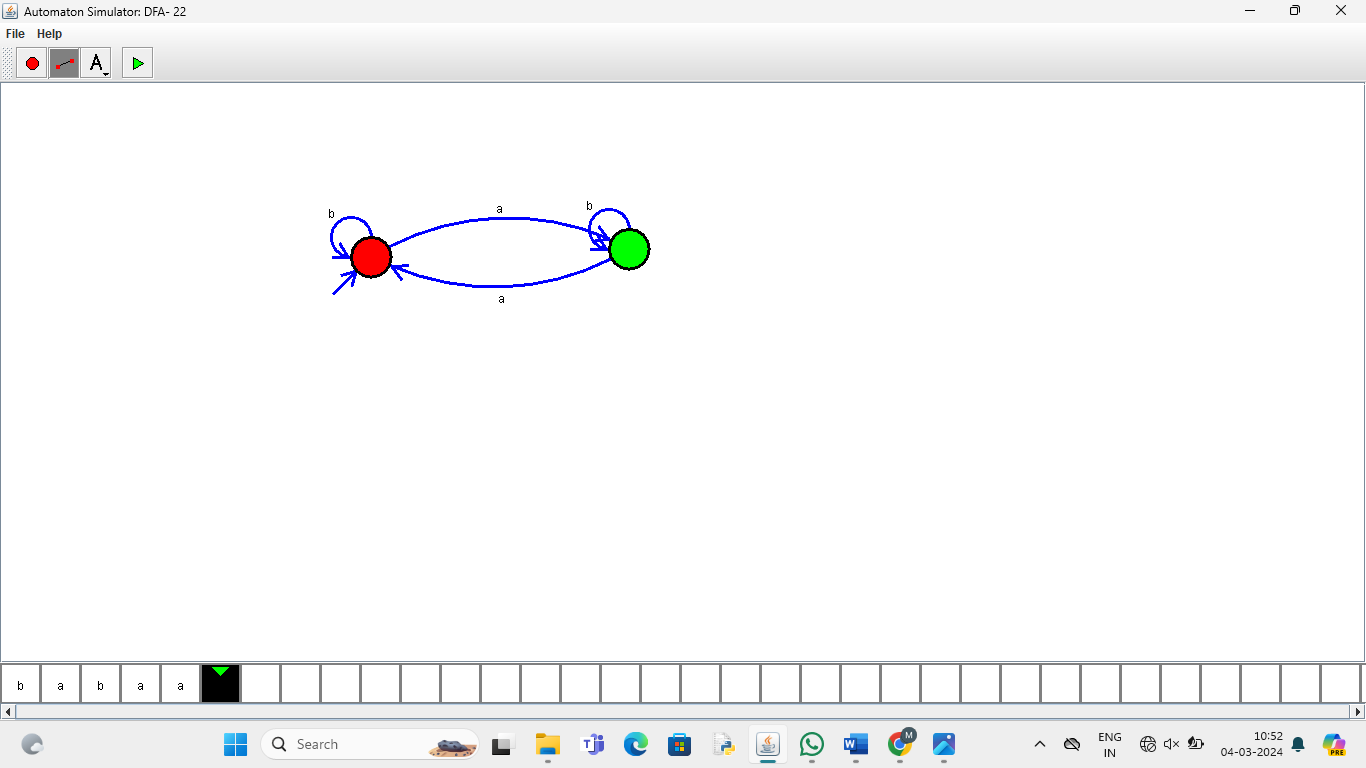 Automaton Simulator: DFA- 22
File Help
A
b
a
b
a
b a b a a
Search
M
ENG
IN
10:52
04-03-2024
PRE